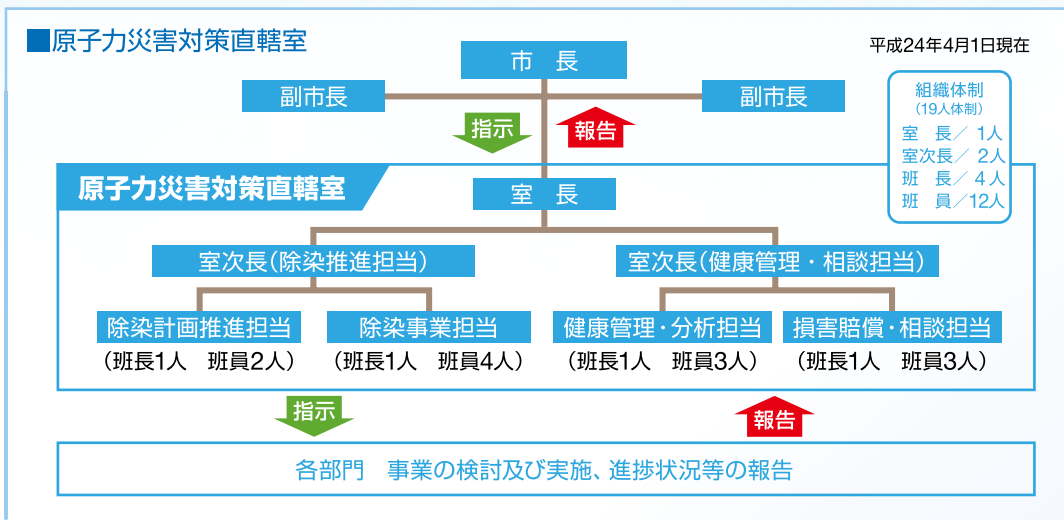 ■原子力災害対策直轄室
平成24年4月1日現在
市　長
副市長
副市長
指示
報告
組織体制
（19人体制）
室　長／ 1人
室次長／ 2人
班　長／ 4人
班　員／12人
原子力災害対策直轄室
室　長
室次長（除染推進担当）
室次長（健康管理・相談担当）
除染計画推進担当
（班長1人　班員2人）
除染事業担当
（班長1人　班員4人）
健康管理・分析担当
（班長1人　班員3人）
損害賠償・相談担当
（班長1人　班員3人）
指示
報告
各部門　事業の検討及び実施、進捗状況等の報告